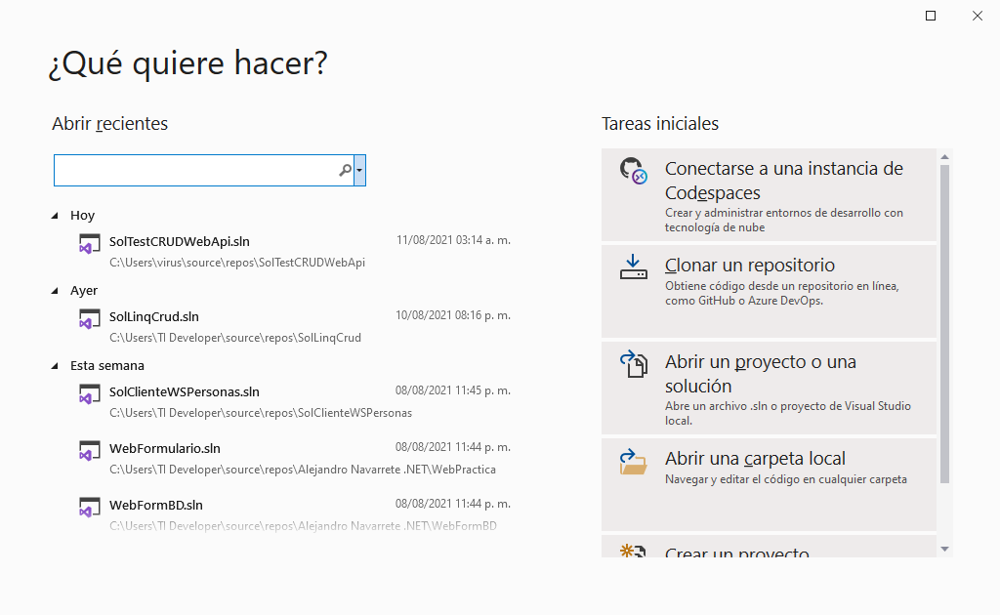 ¿Qué quiere hacer?
Abrir recientes
Hoy
SolTestCRUDWebApi.sln
11/08/2021 03:14 a. m.
C:\Users\virus\source\repos\SolTestCRUDWebApi
Ayer
SolLinqCrud.sln
10/08/2021 08:16 p. m.
C:\Users\TI Developer\source\repos\SolLinqCrud
Esta semana
SolClienteWSPersonas.sln
08/08/2021 11:45 p. m.
C:\Users\TI Developer\source\repos\SolClienteWSPersonas
WebFormulario.sln
08/08/2021 11:44 p. m.
C:\Users\TI Developer\source\repos\Alejandro Navarrete .NET\WebPractica
WebFormBD.sln
08/08/2021 11:44 p. m.
C:\Users\TI Developer\source\repos\Alejandro Navarrete .NET\WebFormBD
Tareas iniciales
Conectarse a una instancia de
Codespaces
Crear y administrar entornos de desarrollo con
tecnología de nube
Clonar un repositorio
Obtiene código desde un repositorio en línea,
como GitHub o Azure DevOps.
Abrir un proyecto o una
solución
Abre un archivo .sln o proyecto de Visual Studio
local.
Abrir una carpeta local
Navegar y editar el código en cualquier carpeta
Crear un proyecto